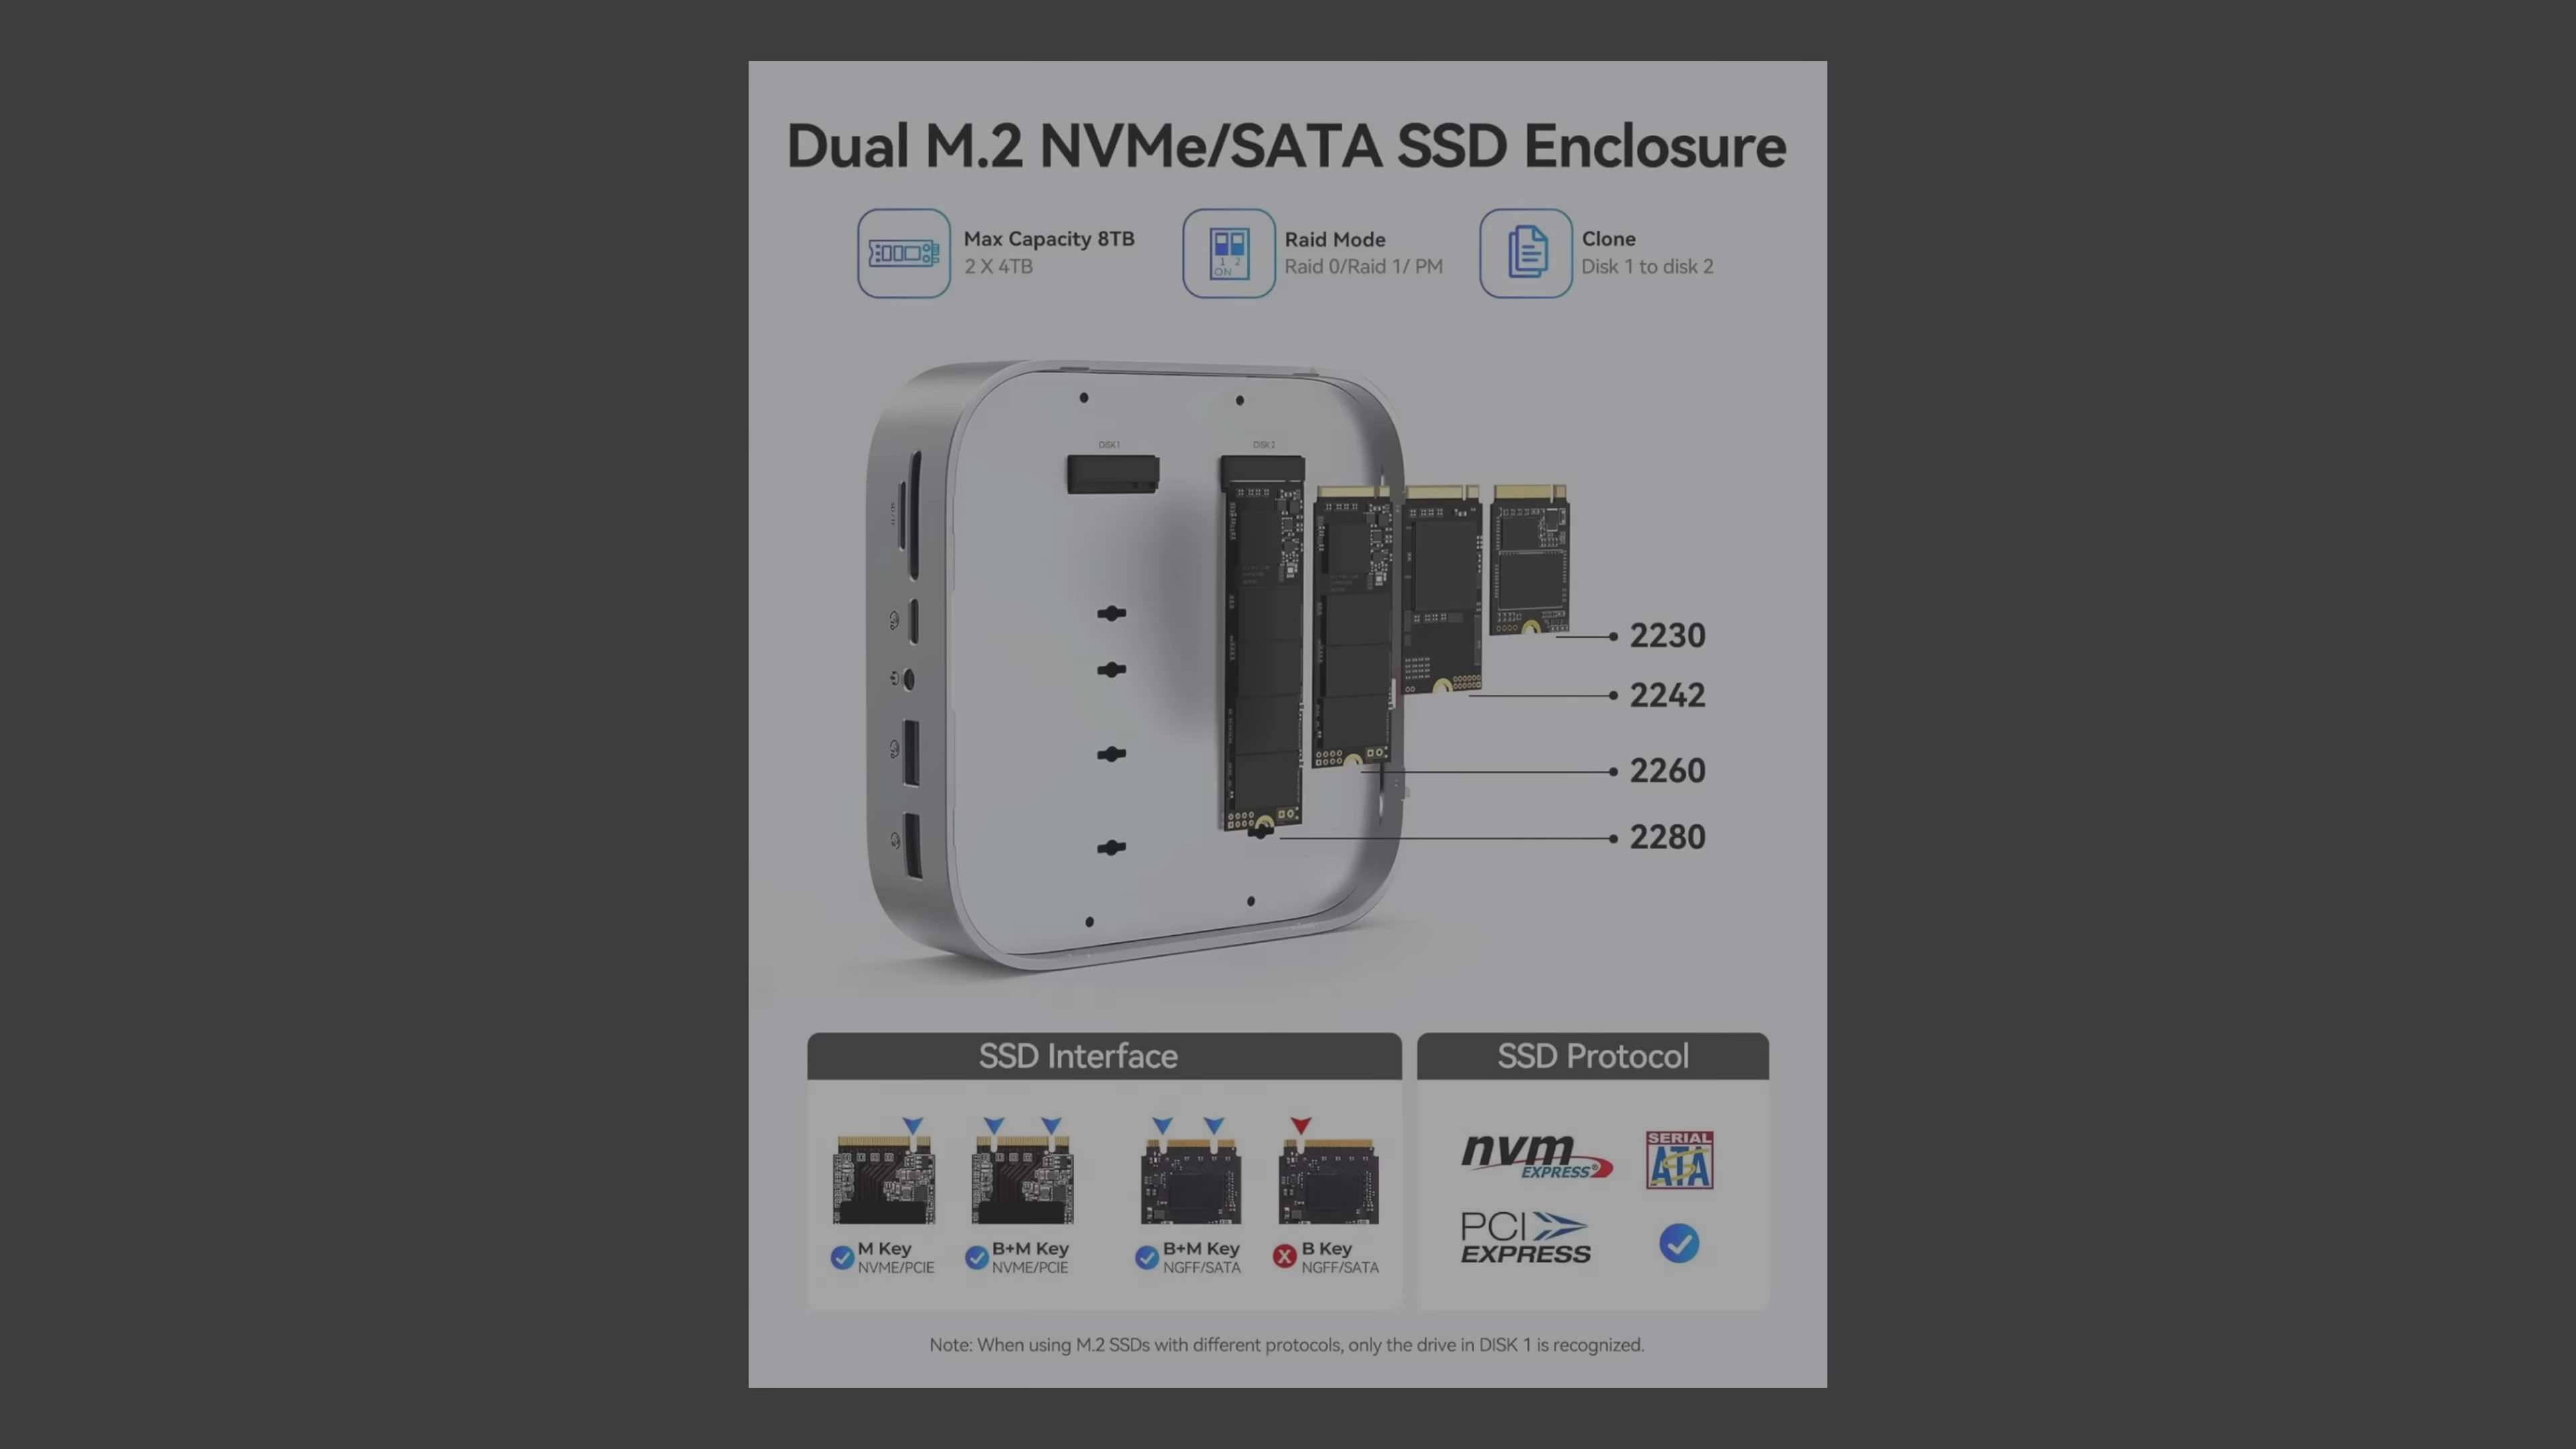 Dual M.2 NVMe/SATA SSD Enclosure
Max Capacity 8TB
2 X 4TB
1 2
ON
Raid Mode
Raid 0/Raid 1/ PM
Clone
Disk 1 to disk 2
DISK 1
DISK 2
2230
2242
2260
2280
SSD Interface
M Key
NVME/PCIE
B+M Key
NVME/PCIE
B+M Key
NGFF/SATA
B Key
NGFF/SATA
SSD Protocol
nvm
EXPRESS®
SERIAL
ATA
PCI
EXPRESS
Note: When using M.2 SSDs with different protocols, only the drive in DISK 1 is recognized.